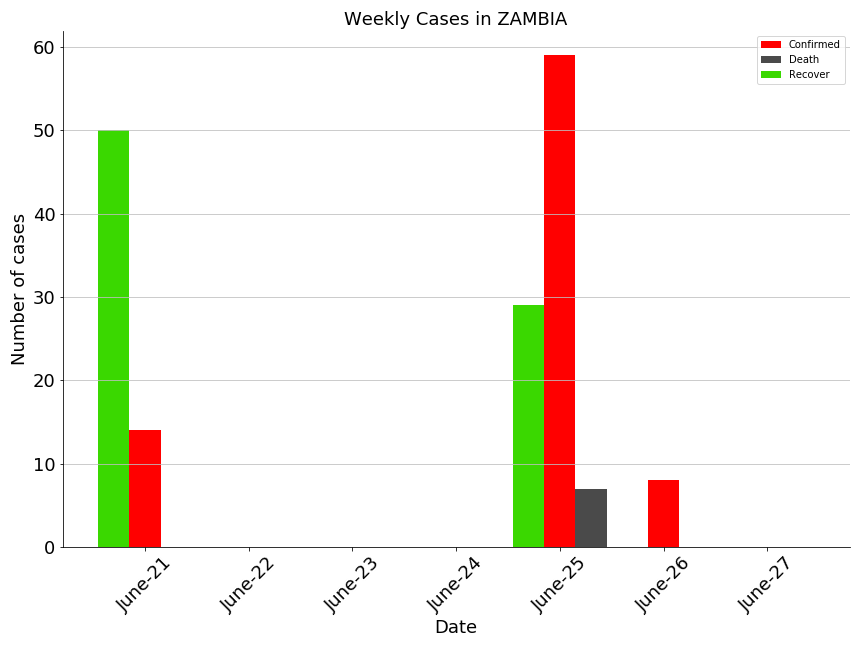 Weekly Cases in ZAMBIA
Confirmed
Death
Recover
Number of cases
60
50
40
30
20
10
0
June-21
June-22
June-23
June-24
June-25
June-26
June-27
Date